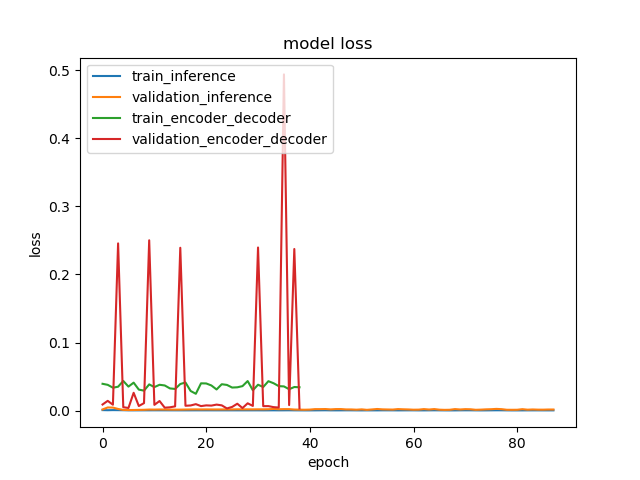 model loss
train_inference
validation_inference
train_encoder_decoder
validation_encoder_decoder
loss
0.5
0.4
0.3
0.2
0.1
0.0
0 20 40 60 80
epoch